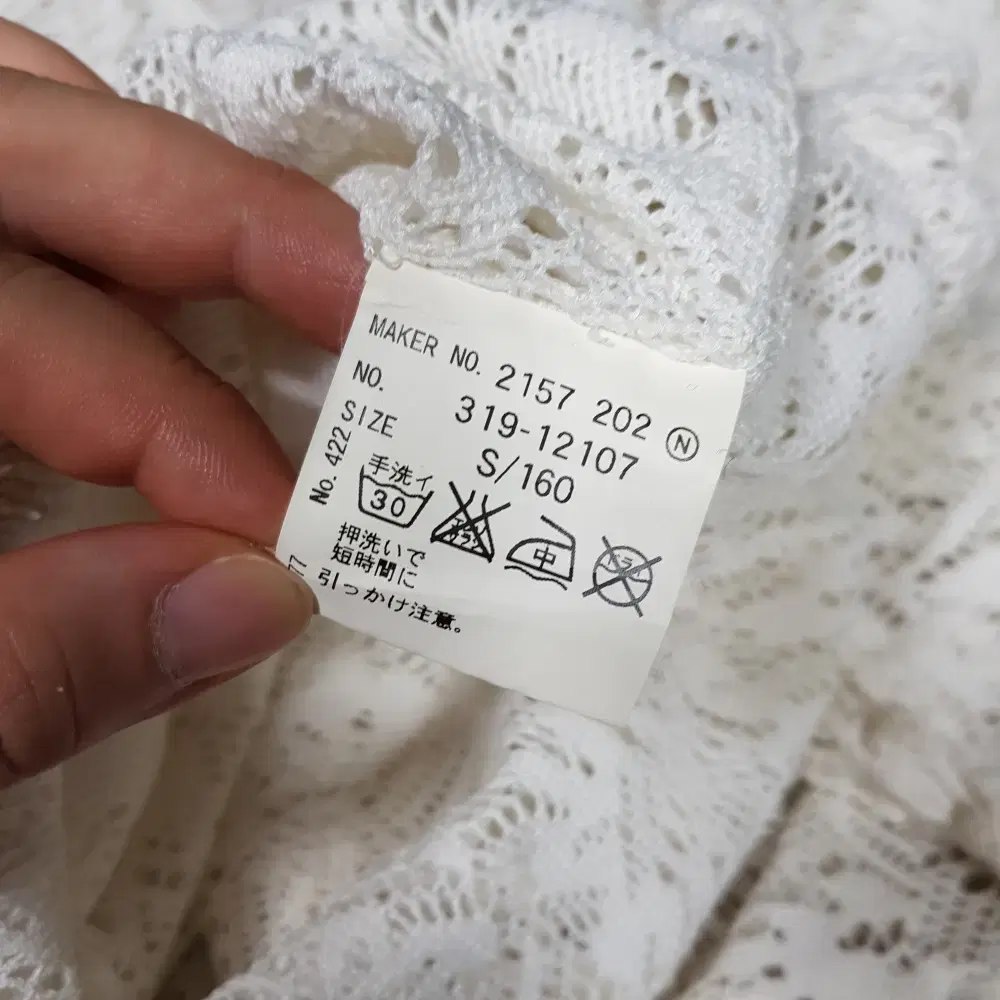 MAKER NO. 2157 202 Ⓝ
NO. 319-12107
SIZE S/160
No. 422
手洗イ
30
中
押洗いで
短時間に
引っかけ注意。
77